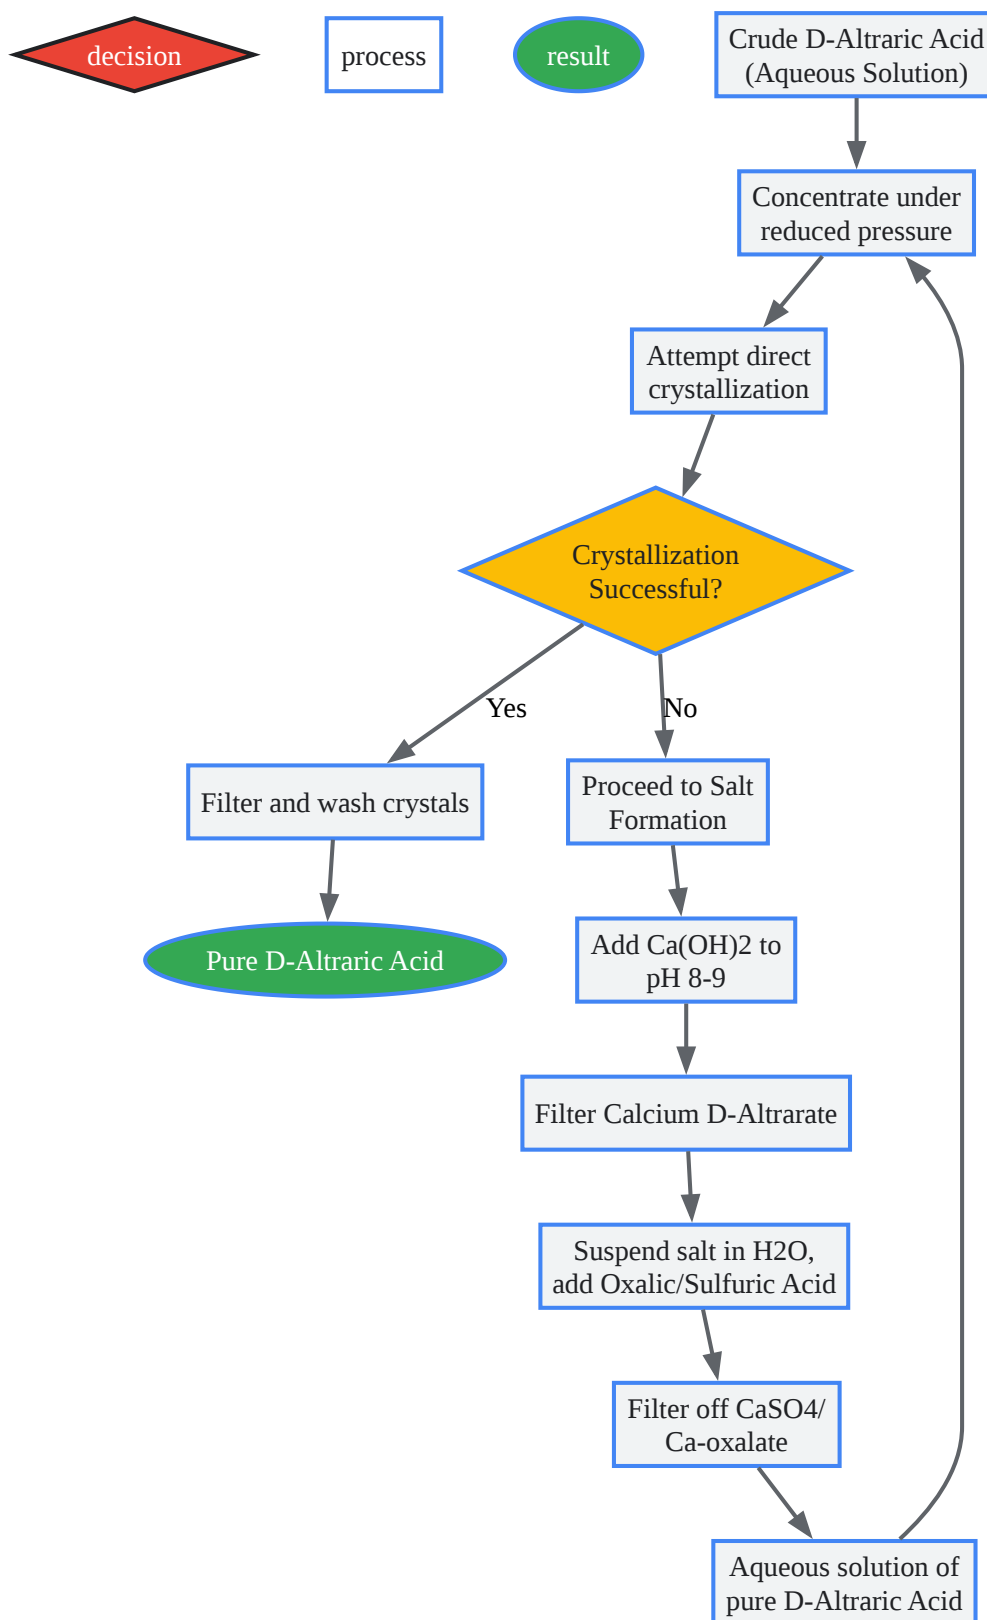 decision
process
result
Crude D-Altraric Acid
(Aqueous Solution)
Concentrate under
reduced pressure
Attempt direct
crystallization
Crystallization
Successful?
Yes
No
Filter and wash crystals
Proceed to Salt
Formation
Pure D-Altraric Acid
Add Ca(OH)2 to
pH 8-9
Filter Calcium D-Altrarate
Suspend salt in H2O,
add Oxalic/Sulfuric Acid
Filter off CaSO4/
Ca-oxalate
Aqueous solution of
pure D-Altraric Acid